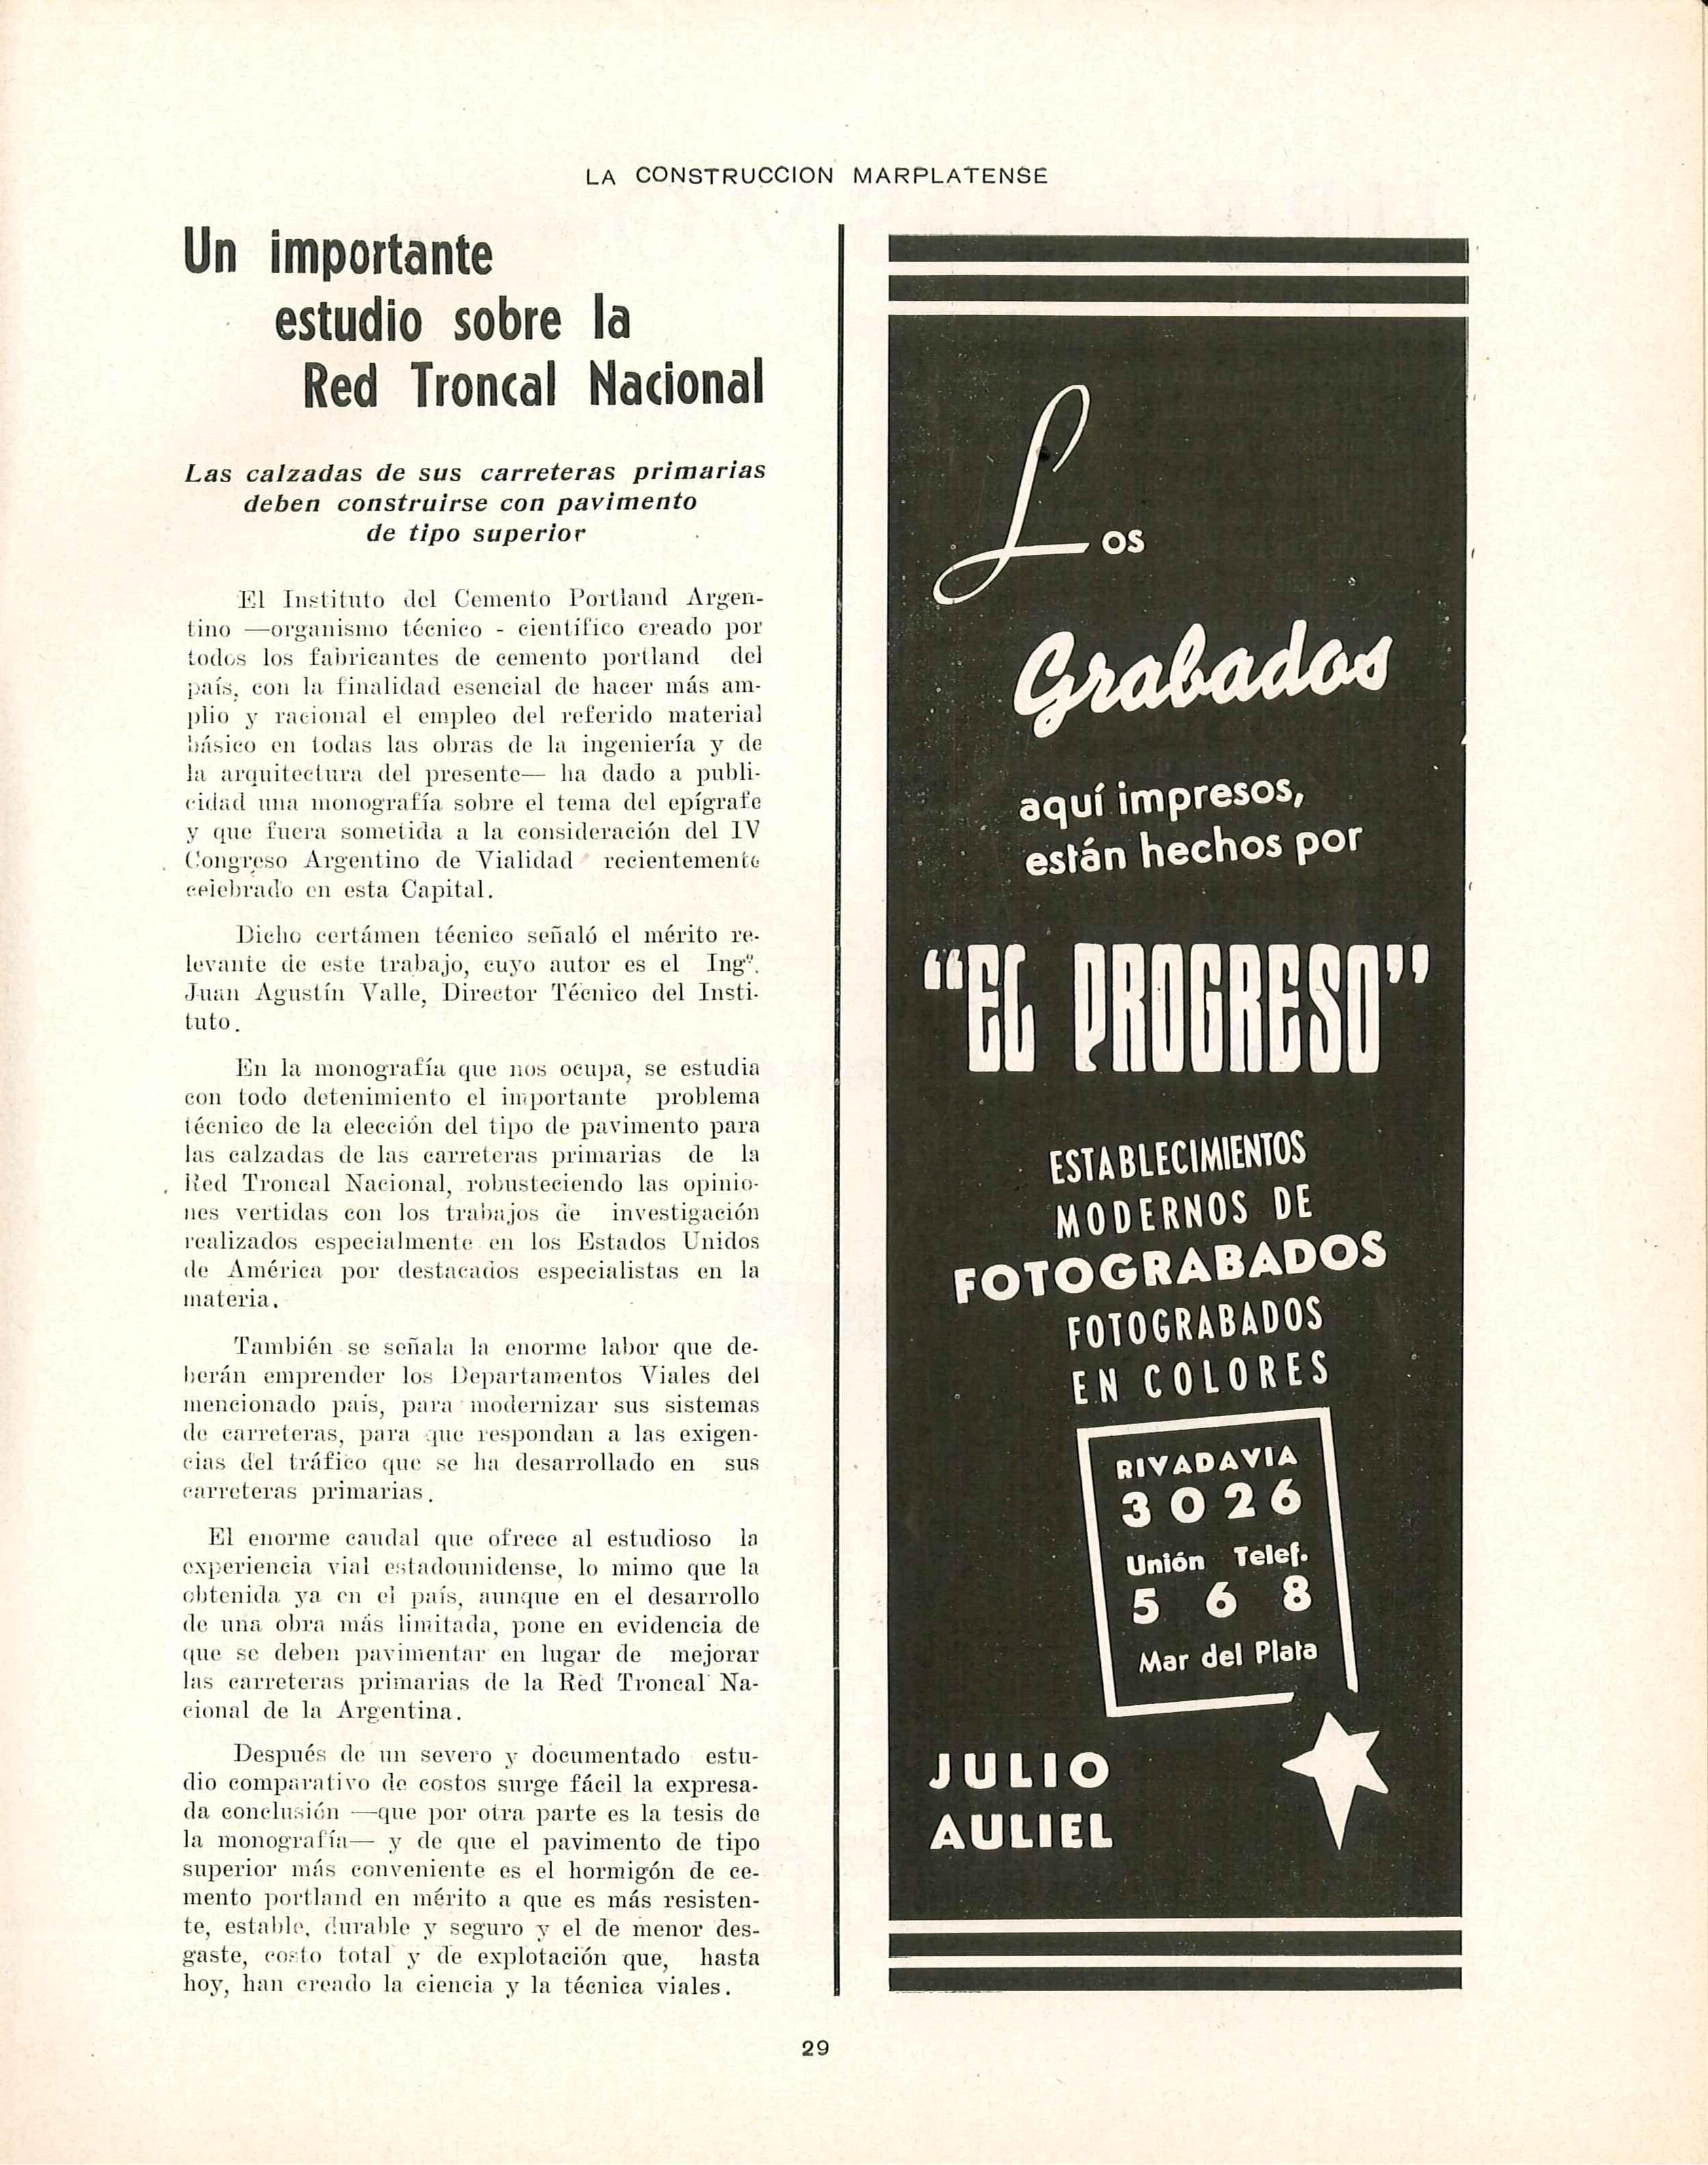 LA CONSTRUCCION MARPLATENSE
Un importante
estudio sobre la
Red Troncal Nacional
Las calzadas de sus carreteras primarias
deben construirse con pavimento
de tipo superior
El Instituto del Cemento Portland Argen-
tino —organismo técnico - científico creado por
todos los fabricantes de cemento portland del
país, con la finalidad esencial de hacer más am-
plio y racional el empleo del referido material
básico en todas las obras de la ingeniería y de
la arquitectura del presente— ha dado a publi-
cidad una monografía sobre el tema del epígrafe
y que fuera sometida a la consideración del IV
Congreso Argentino de Vialidad recientemente
celebrado en esta Capital.
Dicho certámen técnico señaló el mérito re-
levante de este trabajo, cuyo autor es el Ingº.
Juan Agustín Valle, Director Técnico del Insti-
tuto.
En la monografía que nos ocupa, se estudia
con todo detenimiento el importante problema
técnico de la elección del tipo de pavimento para
las calzadas de las carreteras primarias de la
Red Troncal Nacional, robusteciendo las opinio-
nes vertidas con los trabajos de investigación
realizados especialmente en los Estados Unidos
de América por destacados especialistas en la
materia.
También se señala la enorme labor que de-
berán emprender los Departamentos Viales del
mencionado pais, para modernizar sus sistemas
de carreteras, para que respondan a las exigen-
cias del tráfico que se ha desarrollado en sus
carreteras primarias.
El enorme caudal que ofrece al estudioso la
experiencia vial estadounidense, lo mimo que la
obtenida ya en el país, aunque en el desarrollo
de una obra más limitada, pone en evidencia de
que se deben pavimentar en lugar de mejorar
las carreteras primarias de la Red Troncal Na-
cional de la Argentina.
Después de un severo y documentado estu-
dio comparativo de costos surge fácil la expresa-
da conclusión —que por otra parte es la tesis de
la monografía— y de que el pavimento de tipo
superior más conveniente es el hormigón de ce-
mento portland en mérito a que es más resisten-
te, estable, durable y seguro y el de menor des-
gaste, costo total y de explotación que, hasta
hoy, han creado la ciencia y la técnica viales.
Los
Grabados
aquí impresos,
están hechos por
“EL PROGRESO”
ESTABLECIMIENTOS
MODERNOS DE
FOTOGRABADOS
FOTOGRABADOS
EN COLORES
RIVADAVIA
3026
Unión Telef.
5 6 8
Mar del Plata
JULIO
AULIEL
29